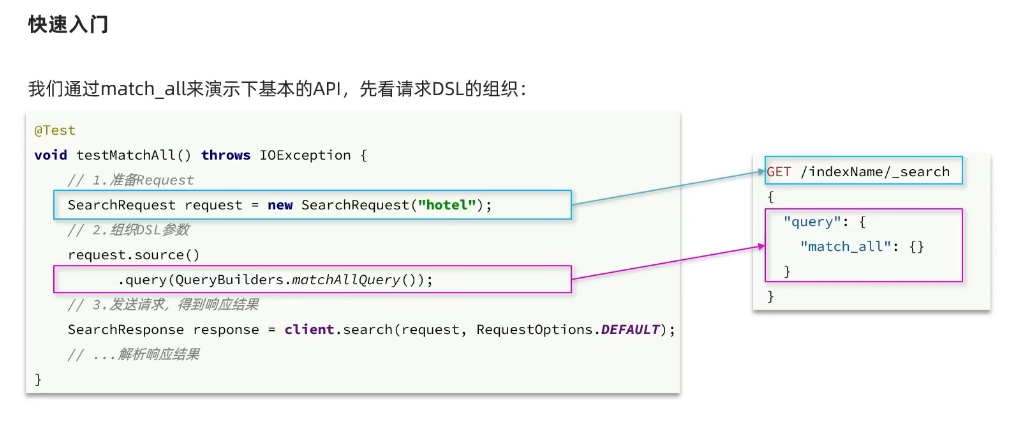 快速入门
我们通过match_all来演示下基本的API，先看请求DSL的组织：
@Test
void testMatchAll() throws IOException {
// 1.准备Request
SearchRequest request = new SearchRequest("hotel");
// 2.组织DSL参数
request.source()
.query(QueryBuilders.matchAllQuery());
// 3.发送请求，得到响应结果
SearchResponse response = client.search(request, RequestOptions.DEFAULT);
// ...解析响应结果
}
GET /indexName/_search
{
"query": {
"match_all": {}
}
}